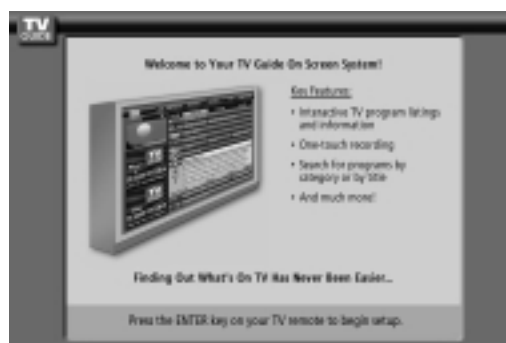 TV
GUIDE
Welcome to Your TV Guide On Screen System!
Key Features:
• Interactive TV program listings
and information
• One-touch recording
• Search for programs by
category or by title
• And much more!
TV
TV
Finding Out What's On TV Has Never Been Easier...
Press the ENTER key on your TV remote to begin setup.